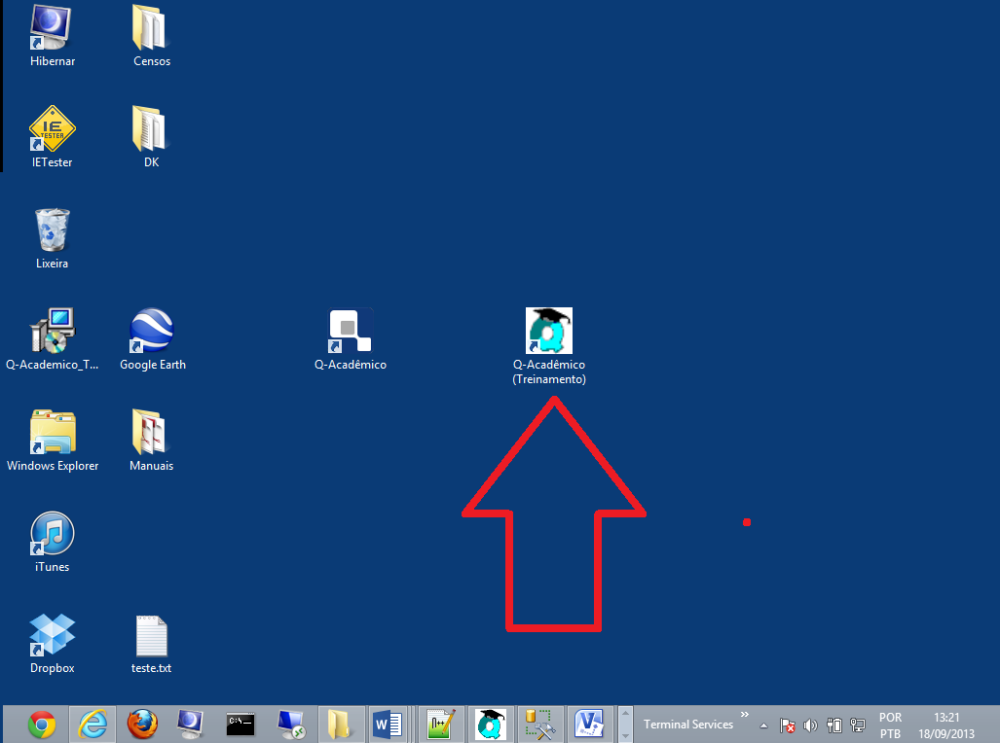 Hibernar
Censos
IE
TESTER
IETester
DK
Lixeira
Q-Academico_T...
Google Earth
Q-Acadêmico
Q-Acadêmico
(Treinamento)
Windows Explorer
Manuais
iTunes
Dropbox
teste.txt
C:\_
Terminal Services
POR
PTB
13:21
18/09/2013